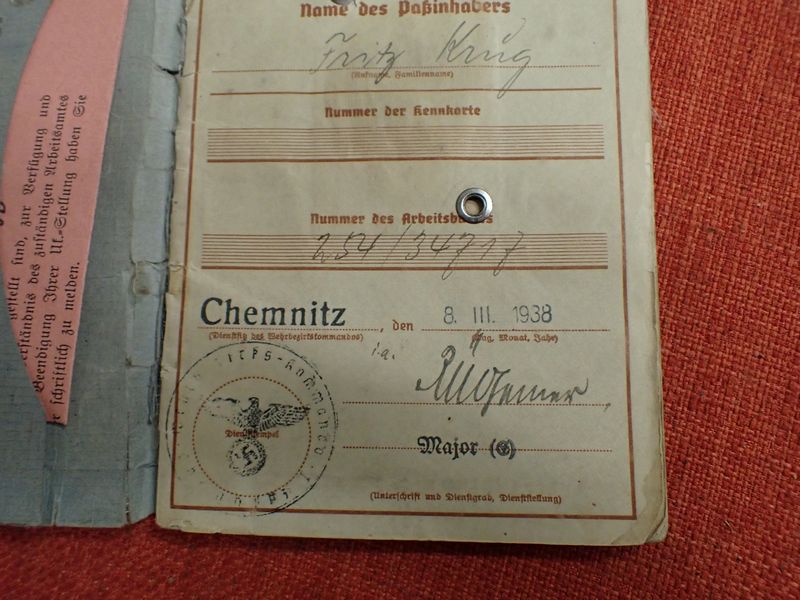 gestellt sind, zur Verfügung und
Einverständnis des zuständigen Arbeitsamtes
Beendigung Ihrer Uk.-Stellung haben Sie
schriftlich zu melden.
Name des Paßinhabers
Fritz Krug
(Rufname, Familienname)
Nummer der Kennkarte
Nummer des Arbeitsbuches
254/34717
Chemnitz, den 8. III. 1938
(Dienstsitz des Wehrbezirkskommandos) (Tag, Monat, Jahr)
i.a.
Major (E)
Dienststempel
(Unterschrift und Dienstgrad, Dienststellung)